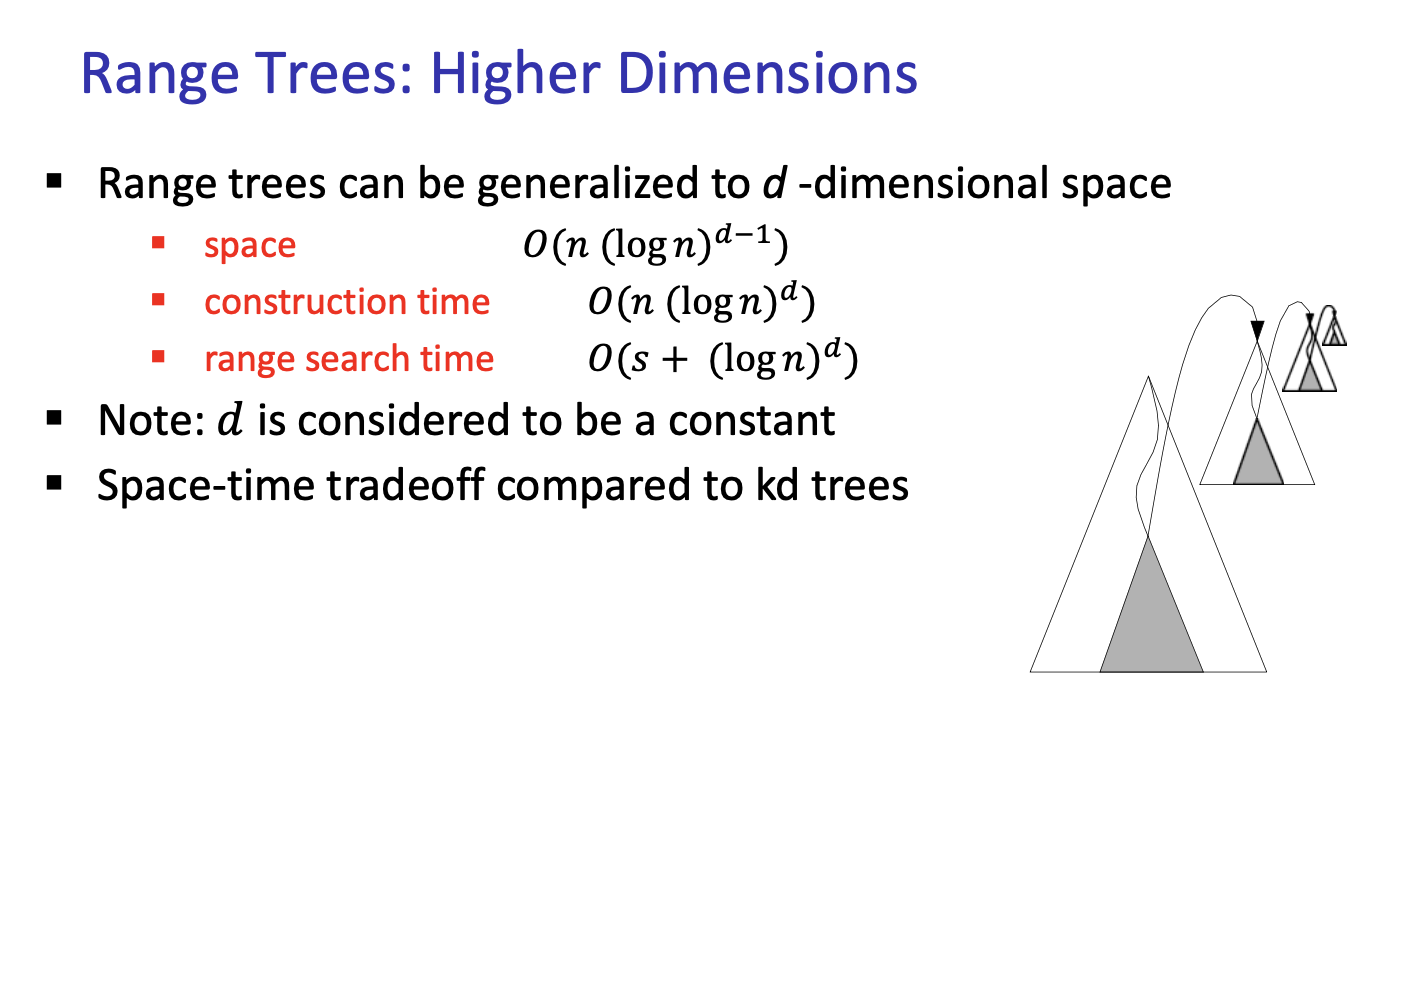 Range Trees: Higher Dimensions
▪ Range trees can be generalized to d -dimensional space
▪ space O(n (log n)^{d−1})
▪ construction time O(n (log n)^d)
▪ range search time O(s + (log n)^d)
▪ Note: d is considered to be a constant
▪ Space-time tradeoff compared to kd trees